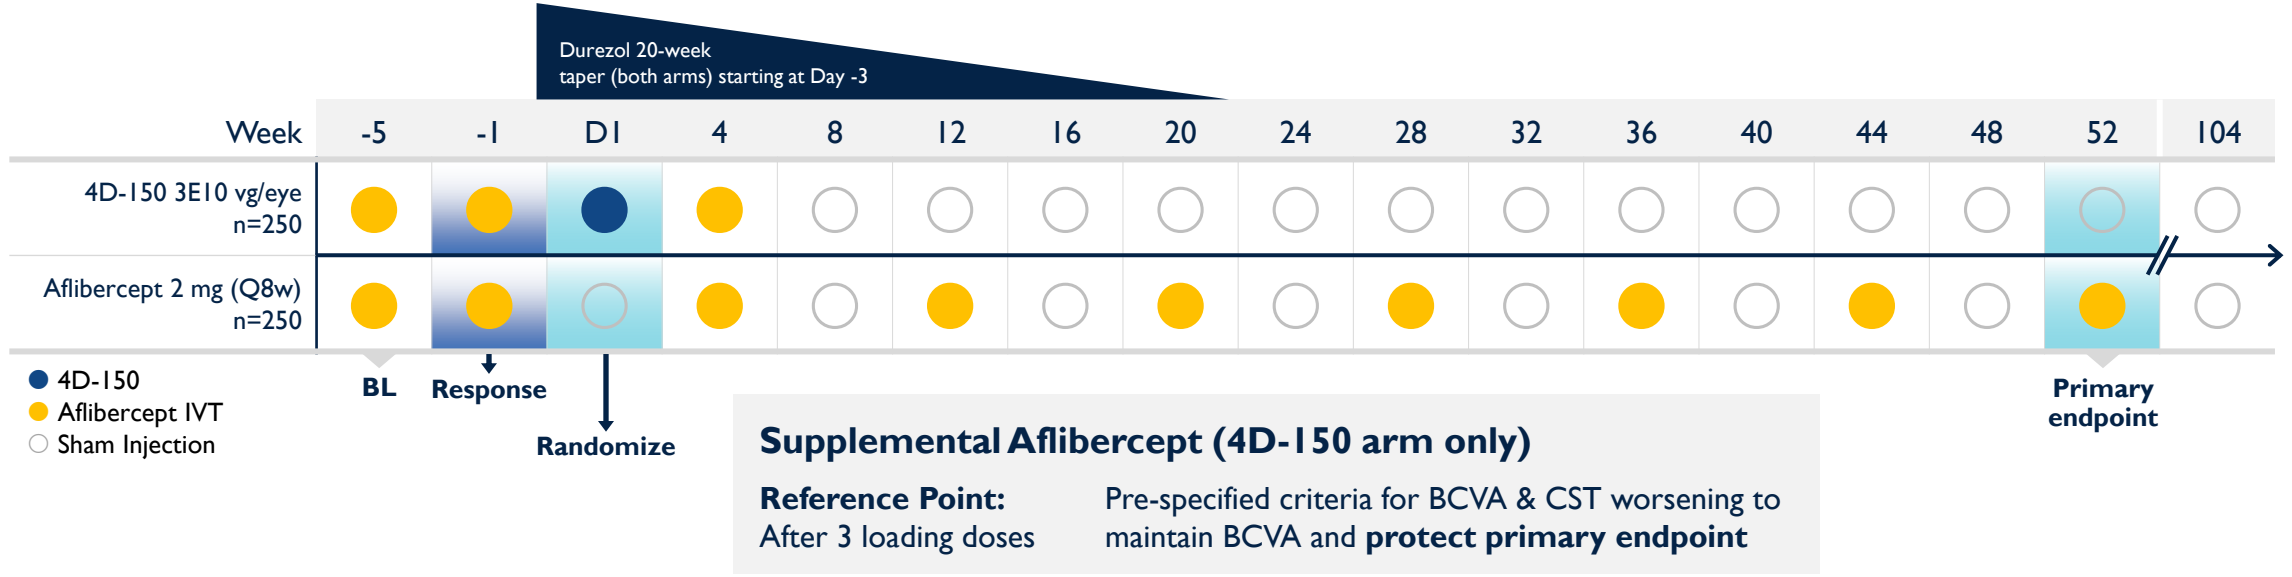 Durezol 20-week
taper (both arms) starting at Day -3
Week -5 -1 D1 4 8 12 16 20 24 28 32 36 40 44 48 52 104
4D-150 3E10 vg/eye
n=250
Aflibercept 2 mg (Q8w)
n=250
4D-150
Aflibercept IVT
Sham Injection
BL
Response
Randomize
Primary
endpoint
Supplemental Aflibercept (4D-150 arm only)
Reference Point:
After 3 loading doses
Pre-specified criteria for BCVA & CST worsening to
maintain BCVA and protect primary endpoint